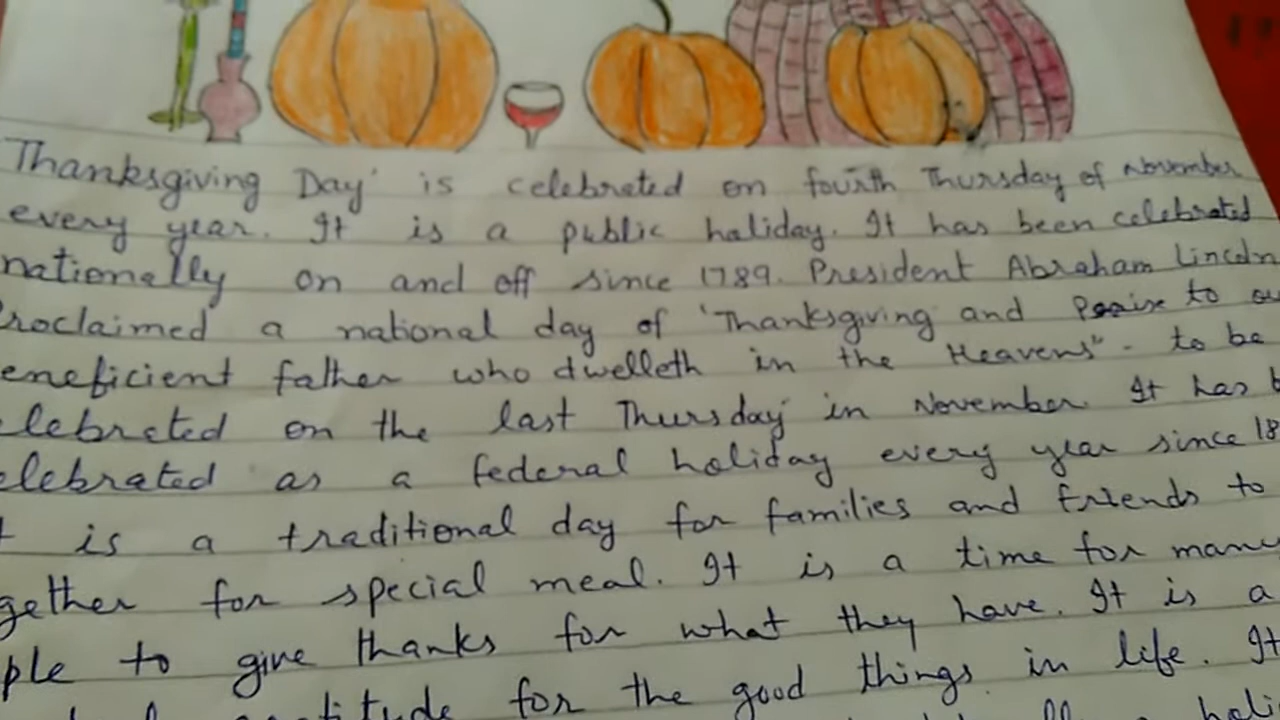 Thanksgiving Day is celebrated on fourth Thursday of November
every year. It is a public holiday. It has been celebrated
nationally on and off since 1789. President Abraham Lincoln
roclaimed a national day of 'Thanksgiving and Praise to ou
eneficient father who dwelleth in the Heavens" - to be
lebrated on the last Thursday in November. It has b
elebrated as a federal holiday every year since 18
t is a traditional day for families and friends to
gether for special meal. It is a time for many
ple to give thanks for what they have. It is a
for the good things in life. It